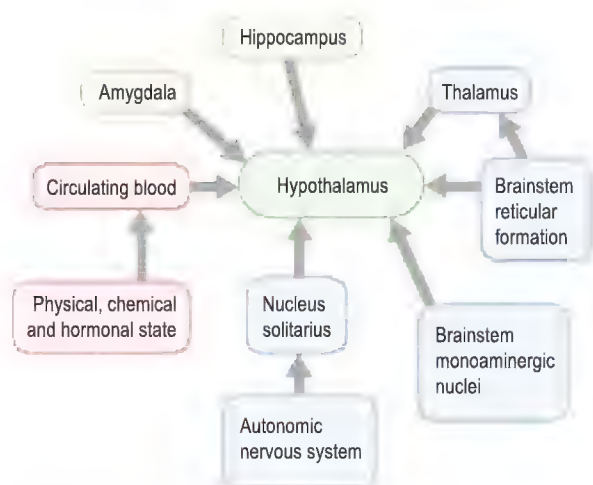 Hippocampus
Amygdala
Thalamus
Circulating blood
Hypothalamus
Brainstem
reticular
formation
Physical, chemical
and hormonal state
Nucleus
solitarius
Brainstem
monoaminergic
nuclei
Autonomic
nervous system